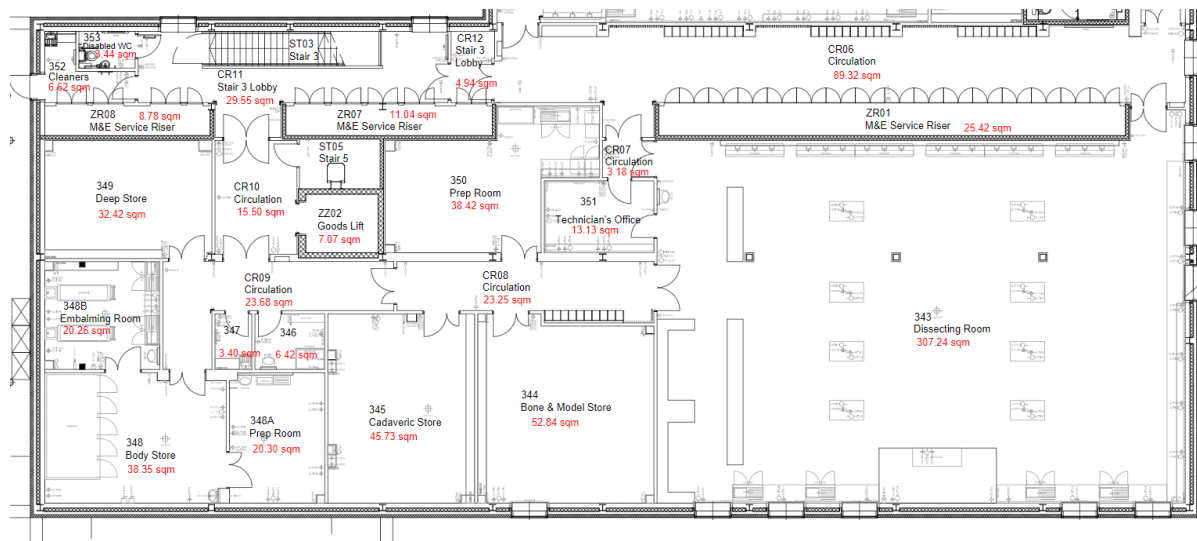 353
Disabled WC
3.44 sqm
352
Cleaners
6.62 sqm
ST03
Stair 3
CR12
Stair 3
Lobby
4.94 sqm
CR11
Stair 3 Lobby
29.55 sqm
CR06
Circulation
89.32 sqm
ZR08
M&E Service Riser
8.78 sqm
ZR07
M&E Service Riser
11.04 sqm
ZR01
M&E Service Riser
25.42 sqm
349
Deep Store
32.42 sqm
CR10
Circulation
15.50 sqm
ST05
Stair 5
ZZ02
Goods Lift
7.07 sqm
350
Prep Room
38.42 sqm
CR07
Circulation
3.18 sqm
351
Technician's Office
13.13 sqm
CR09
Circulation
23.68 sqm
CR08
Circulation
23.25 sqm
348B
Embalming Room
20.26 sqm
347
3.40 sqm
346
6.42 sqm
343
Dissecting Room
307.24 sqm
348
Body Store
38.35 sqm
348A
Prep Room
20.30 sqm
345
Cadaveric Store
45.73 sqm
344
Bone & Model Store
52.84 sqm